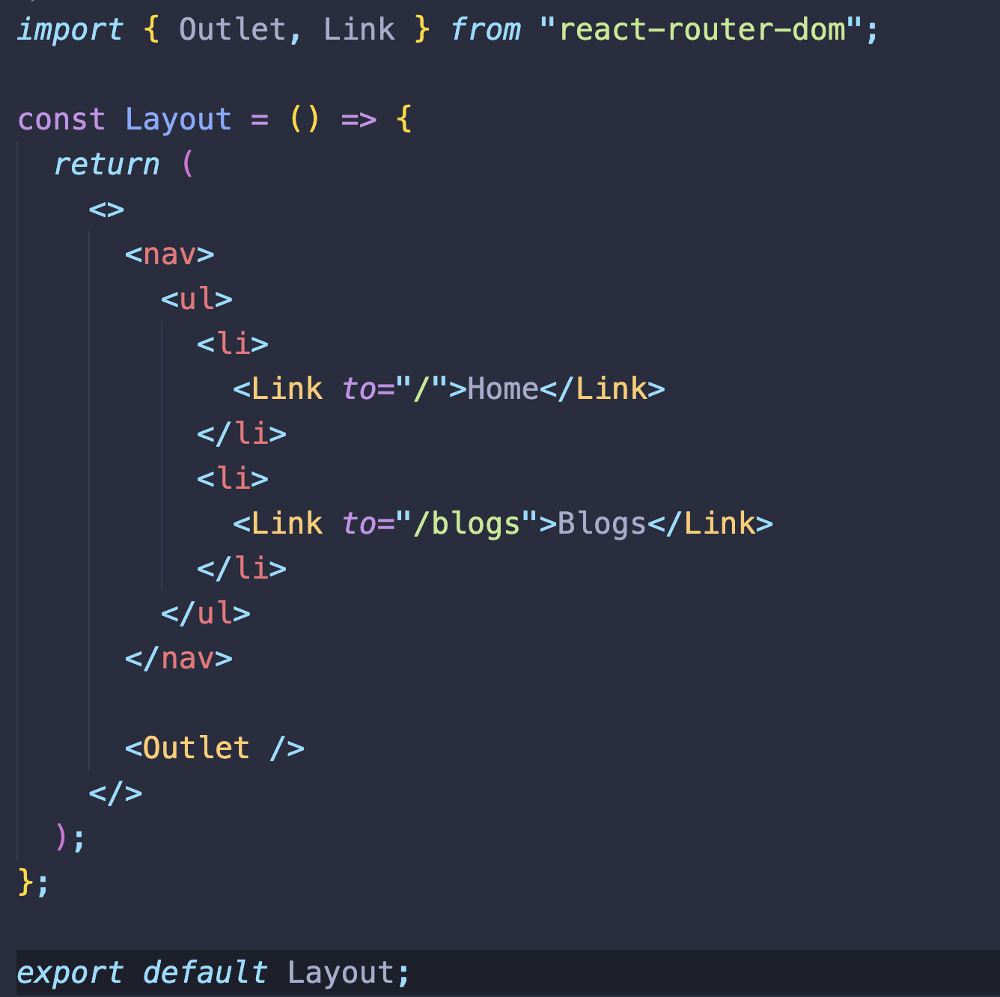 import { Outlet, Link } from "react-router-dom";
const Layout = () => {
return (
<>
<nav>
<ul>
<li>
<Link to="/">Home</Link>
</li>
<li>
<Link to="/blogs">Blogs</Link>
</li>
</ul>
</nav>
<Outlet />
</>
);
};
export default Layout;